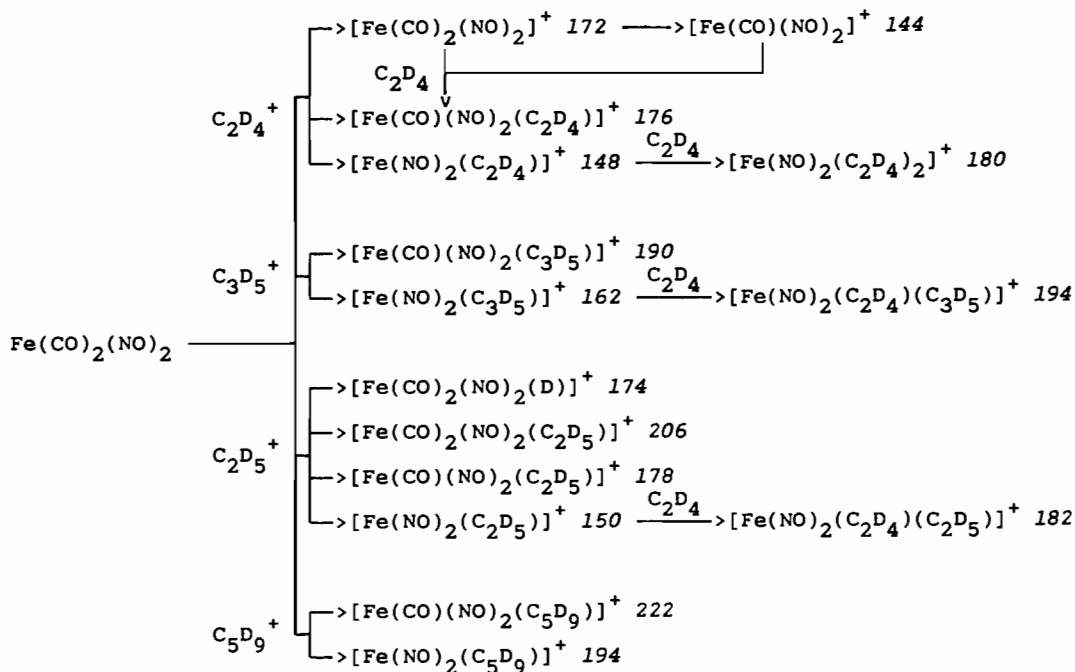 >[Fe(CO)₂(NO)₂]⁺ 172 >[Fe(CO)(NO)₂]⁺ 144
C₂D₄
C₂D₄⁺
>[Fe(CO)(NO)₂(C₂D₄)]⁺ 176
>[Fe(NO)₂(C₂D₄)]⁺ 148 C₂D₄ >[Fe(NO)₂(C₂D₄)₂]⁺ 180
>[Fe(CO)(NO)₂(C₃D₅)]⁺ 190
C₃D₅⁺
>[Fe(NO)₂(C₃D₅)]⁺ 162 C₂D₄ >[Fe(NO)₂(C₂D₄)(C₃D₅)]⁺ 194
Fe(CO)₂(NO)₂
>[Fe(CO)₂(NO)₂(D)]⁺ 174
>[Fe(CO)₂(NO)₂(C₂D₅)]⁺ 206
C₂D₅⁺
>[Fe(CO)(NO)₂(C₂D₅)]⁺ 178
>[Fe(NO)₂(C₂D₅)]⁺ 150 C₂D₄ >[Fe(NO)₂(C₂D₄)(C₂D₅)]⁺ 182
>[Fe(CO)(NO)₂(C₅D₉)]⁺ 222
C₅D₉⁺
>[Fe(NO)₂(C₅D₉)]⁺ 194